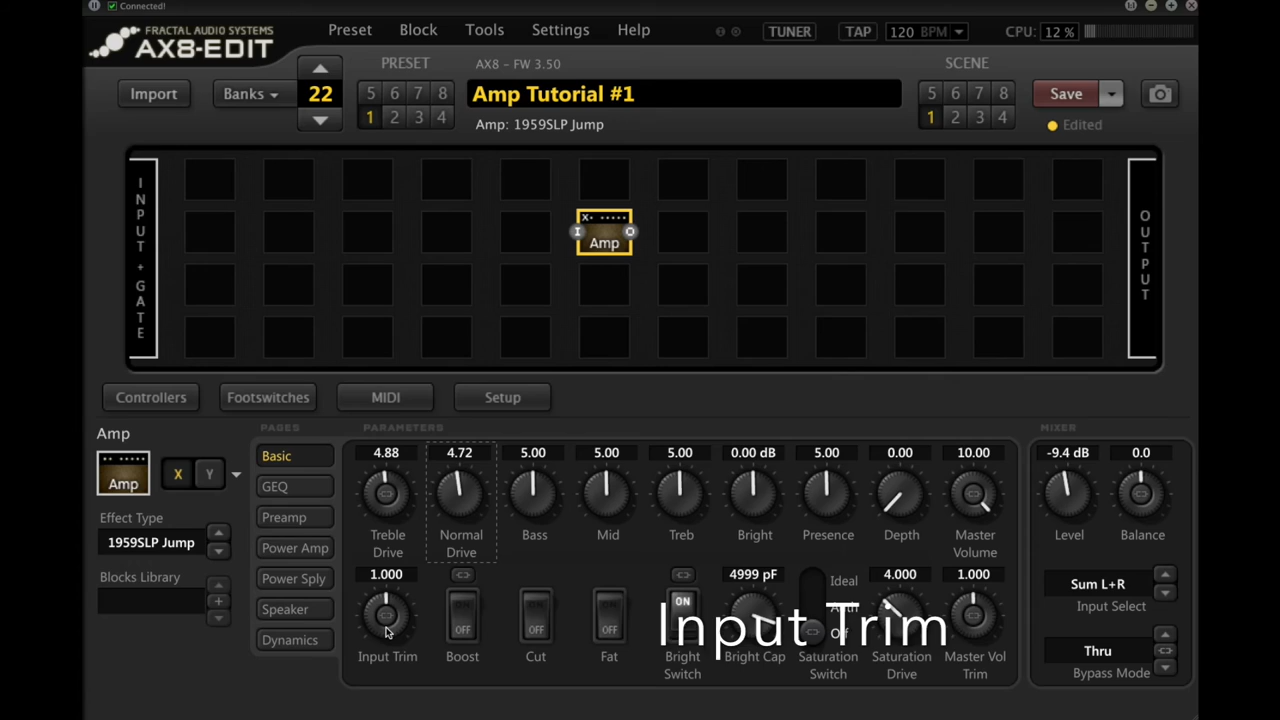 Connected!
FRACTAL AUDIO SYSTEMS
AX8-EDIT
Preset Block Tools Settings Help
TUNER TAP 120 BPM CPU: 12 %
PRESET AX8 - FW 3.50 SCENE
Import Banks 22
5 6 7 8
1 2 3 4
Amp Tutorial #1
Amp: 1959SLP Jump
5 6 7 8
1 2 3 4
Save
Edited
INPUT + GATE
X
I O
Amp
OUTPUT
Controllers Footswitches MIDI Setup
Amp
PAGES PARAMETERS MIXER
Amp X Y
Effect Type
1959SLP Jump
Blocks Library
Basic
GEQ
Preamp
Power Amp
Power Sply
Speaker
Dynamics
4.88 4.72 5.00 5.00 5.00 0.00 dB 5.00 0.00 10.00
Treble Drive Normal Drive Bass Mid Treb Bright Presence Depth Master Volume
1.000 4999 pF Ideal 4.000 1.000
ON ON ON ON
OFF OFF OFF Off
Input Trim Boost Cut Fat Bright Switch Bright Cap Saturation Switch Saturation Drive Master Vol Trim
Input Trim
-9.4 dB 0.0
Level Balance
Sum L+R
Input Select
Thru
Bypass Mode